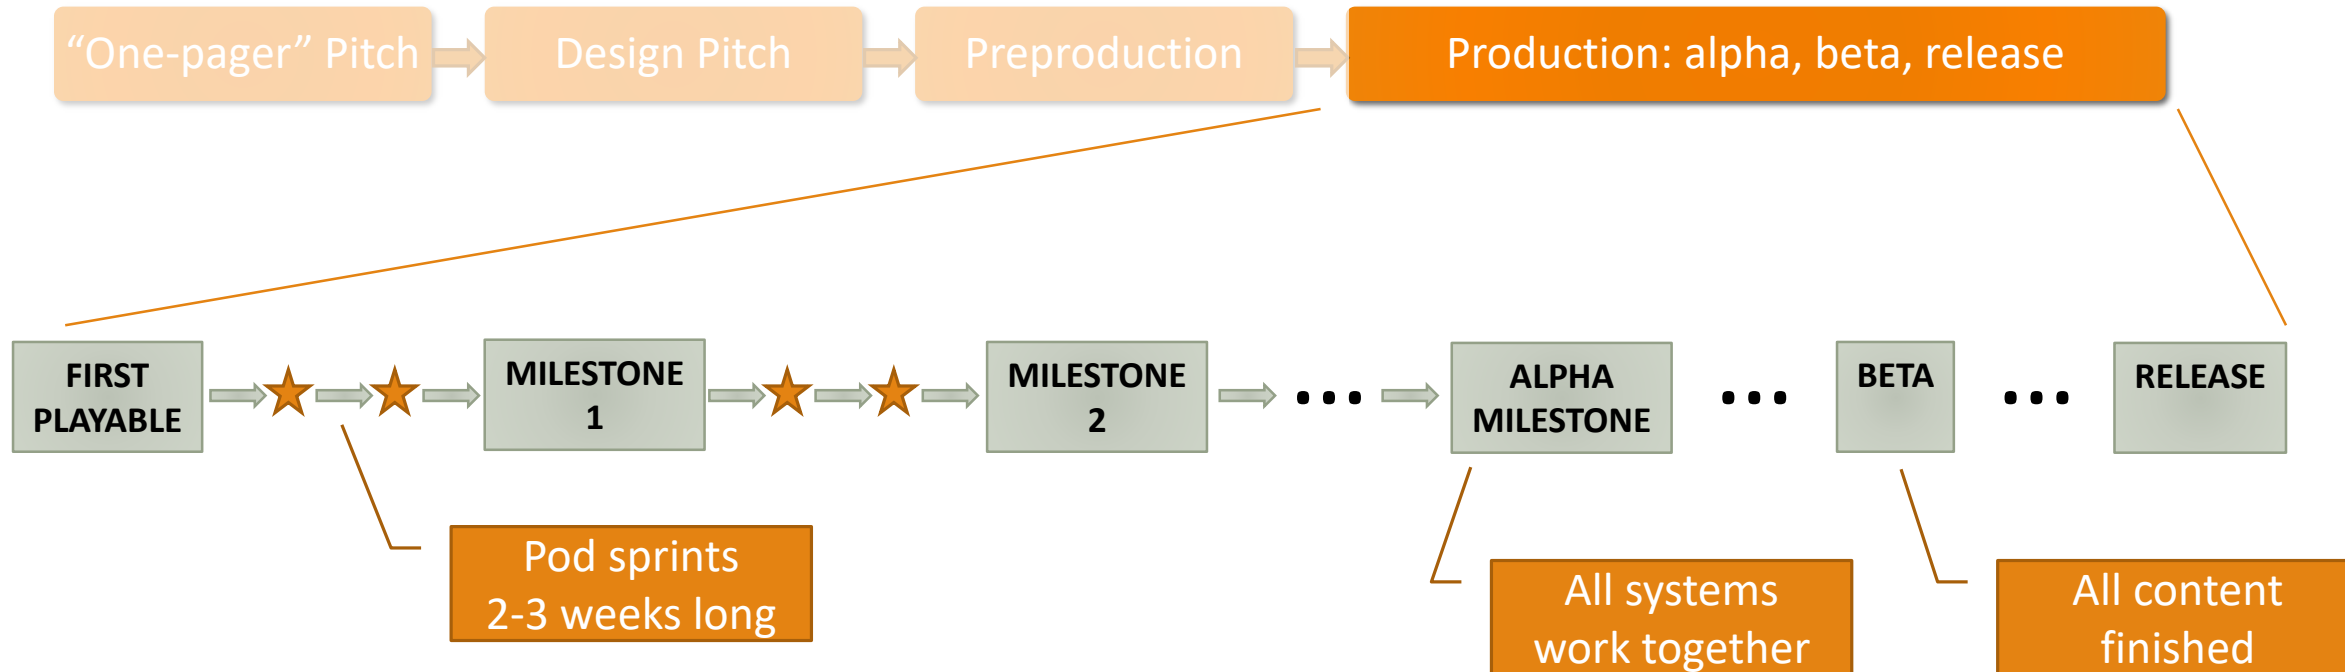 “One-pager” Pitch
Design Pitch
Preproduction
Production: alpha, beta, release
FIRST
PLAYABLE
MILESTONE
1
MILESTONE
2
...
ALPHA
MILESTONE
...
BETA
...
RELEASE
Pod sprints
2-3 weeks long
All systems
work together
All content
finished